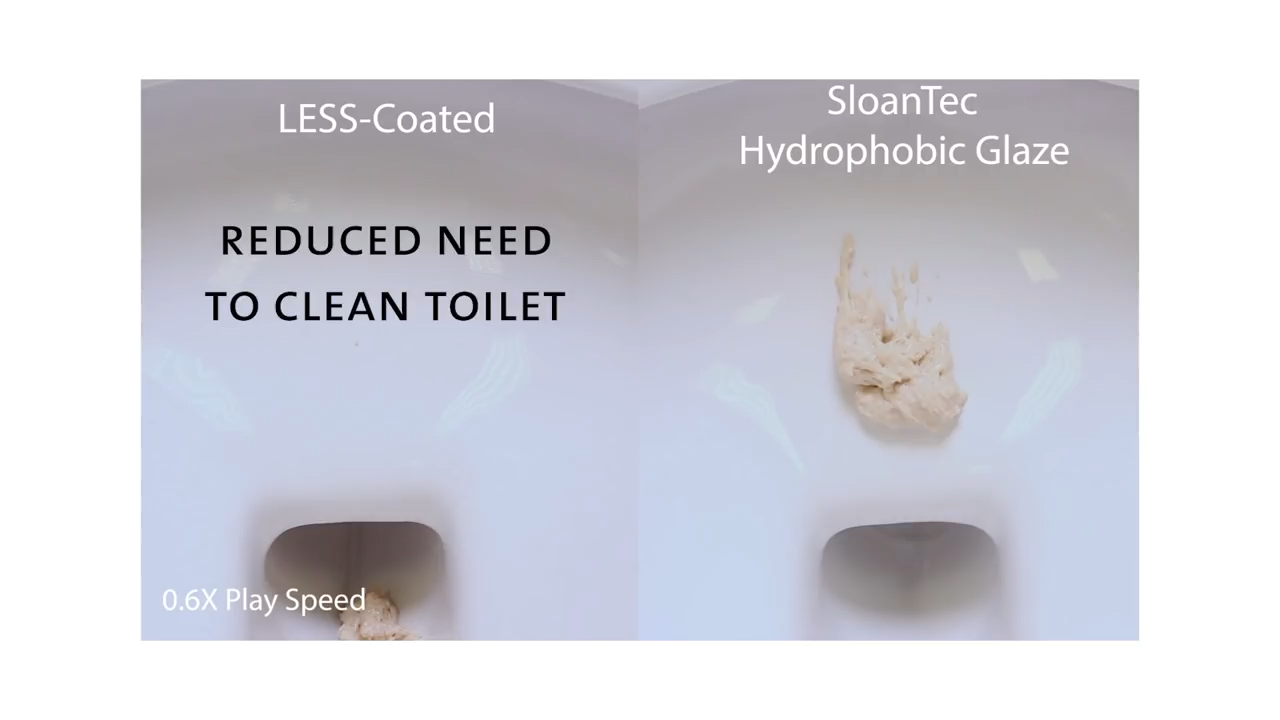 LESS-Coated
REDUCED NEED
TO CLEAN TOILET
0.6X Play Speed
SloanTec
Hydrophobic Glaze